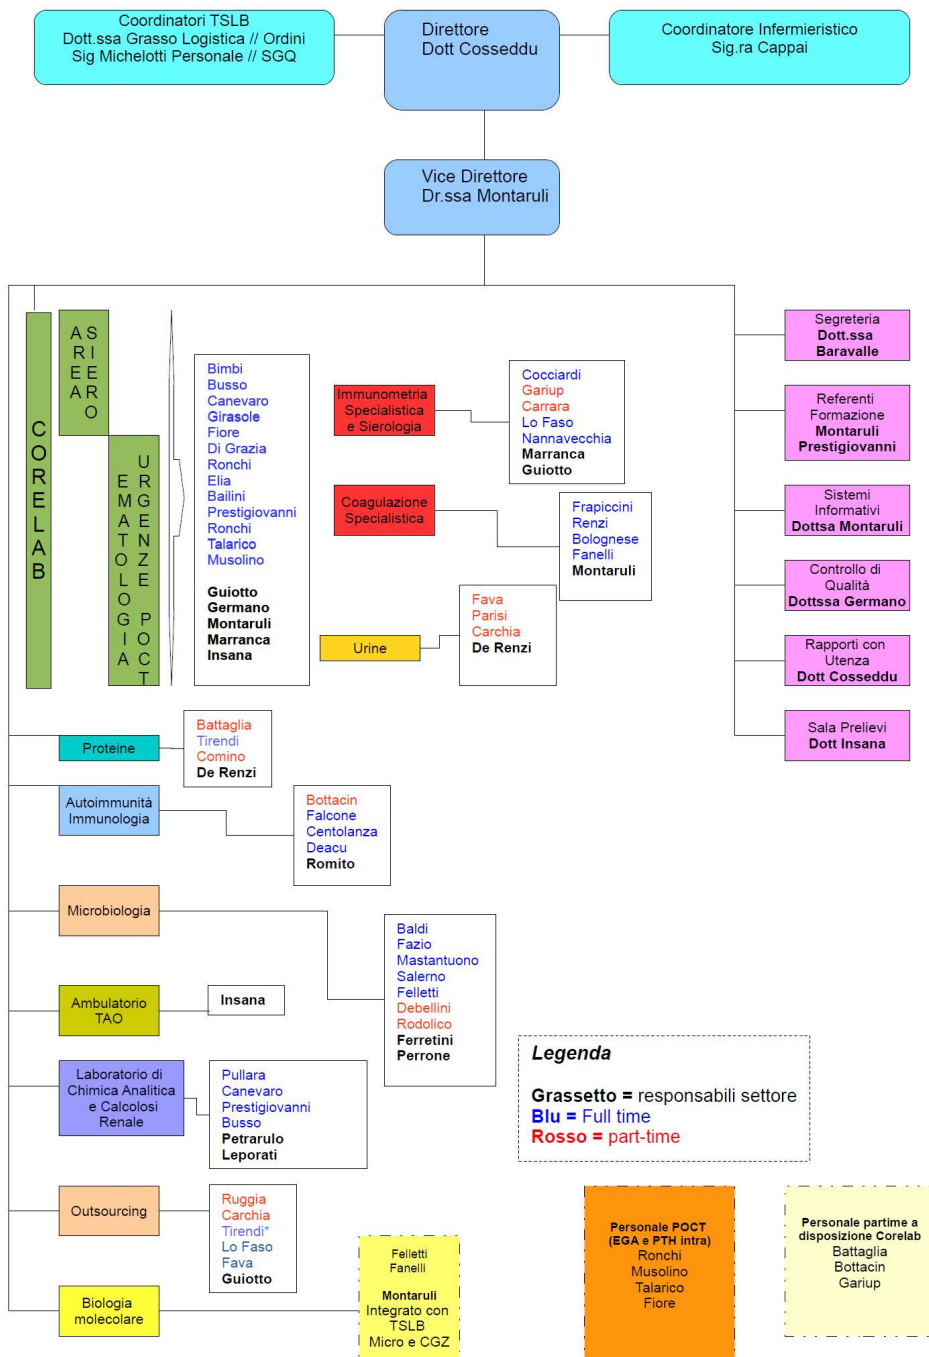 Coordinatori TSLB
Dott.ssa Grasso Logistica // Ordini
Sig Michelotti Personale // SGQ
Direttore
Dott Cosseddu
Coordinatore Infermieristico
Sig.ra Cappai
Vice Direttore
Dr.ssa Montaruli
CORELAB
AREA
SIERO
EMATOLOGIA
URGENZE POCT
Bimbi
Busso
Canevaro
Girasole
Fiore
Di Grazia
Ronchi
Elia
Bailini
Prestigiovanni
Ronchi
Talarico
Musolino
Guiotto
Germano
Montaruli
Marranca
Insana
Immunometria
Specialistica
e Sierologia
Cocciardi
Gariup
Carrara
Lo Faso
Nannavecchia
Marranca
Guiotto
Coagulazione
Specialistica
Frapiccini
Renzi
Bolognese
Fanelli
Montaruli
Urine
Fava
Parisi
Carchia
De Renzi
Segreteria
Dott.ssa
Baravalle
Referenti
Formazione
Montaruli
Prestigiovanni
Sistemi
Informativi
Dottsa Montaruli
Controllo di
Qualità
Dottssa Germano
Rapporti con
Utenza
Dott Cosseddu
Sala Prelievi
Dott Insana
Proteine
Battaglia
Tirendi
Comino
De Renzi
Autoimmunità
Immunologia
Bottacin
Falcone
Centolanza
Deacu
Romito
Microbiologia
Baldi
Fazio
Mastantuono
Salerno
Felletti
Debellini
Rodolico
Ferretini
Perrone
Ambulatorio
TAO
Insana
Laboratorio di
Chimica Analitica
e Calcolosi
Renale
Pullara
Canevaro
Prestigiovanni
Busso
Petrarulo
Leporati
Legenda
Grassetto = responsabili settore
Blu = Full time
Rosso = part-time
Outsourcing
Ruggia
Carchia
Tirendi*
Lo Faso
Fava
Guiotto
Biologia
molecolare
Felletti
Fanelli
Montaruli
Integrato con
TSLB
Micro e CGZ
Personale POCT
(EGA e PTH intra)
Ronchi
Musolino
Talarico
Fiore
Personale partime a
disposizione Corelab
Battaglia
Bottacin
Gariup